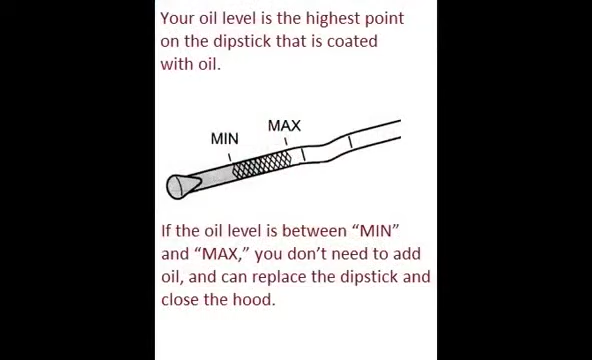 Your oil level is the highest point
on the dipstick that is coated
with oil.
MAX
MIN
If the oil level is between “MIN”
and “MAX,” you don’t need to add
oil, and can replace the dipstick and
close the hood.